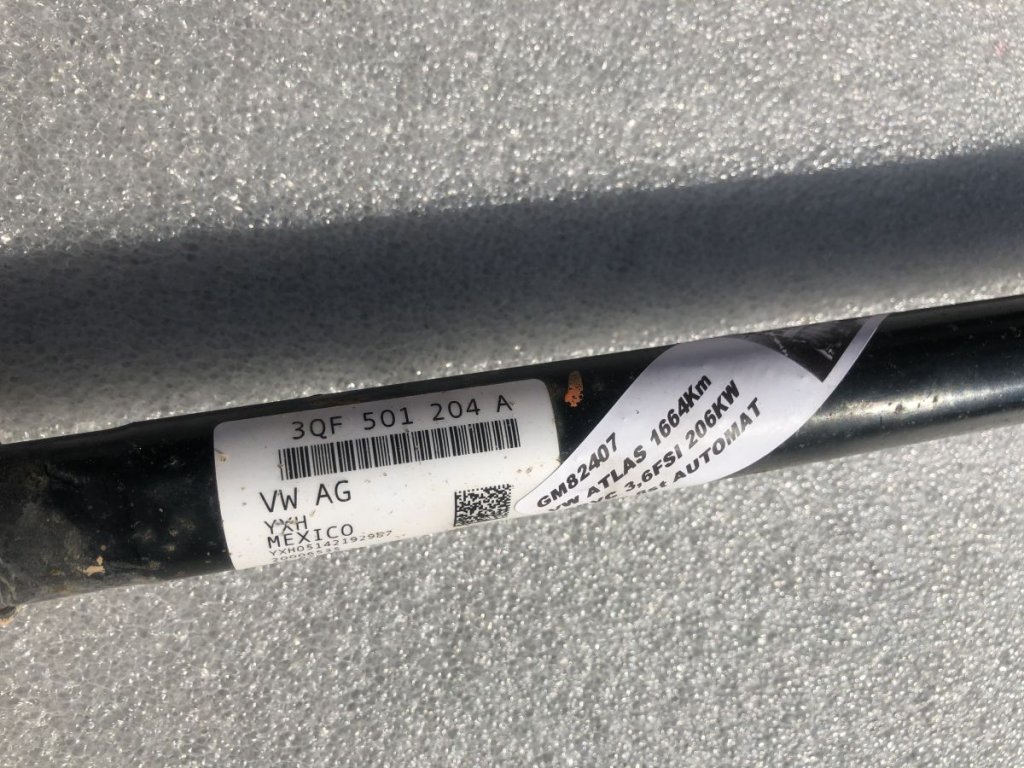 3QF 501 204 A
VW AG
YXH
MEXICO
GM82407
VW ATLAS 1664Km
3,6FSI 206KW
AUTOMAT